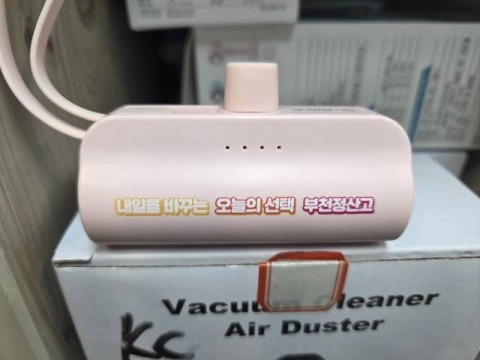 내일을 바꾸는 오늘의 선택 부천정산고
Vacuum Cleaner
Air Duster
KC